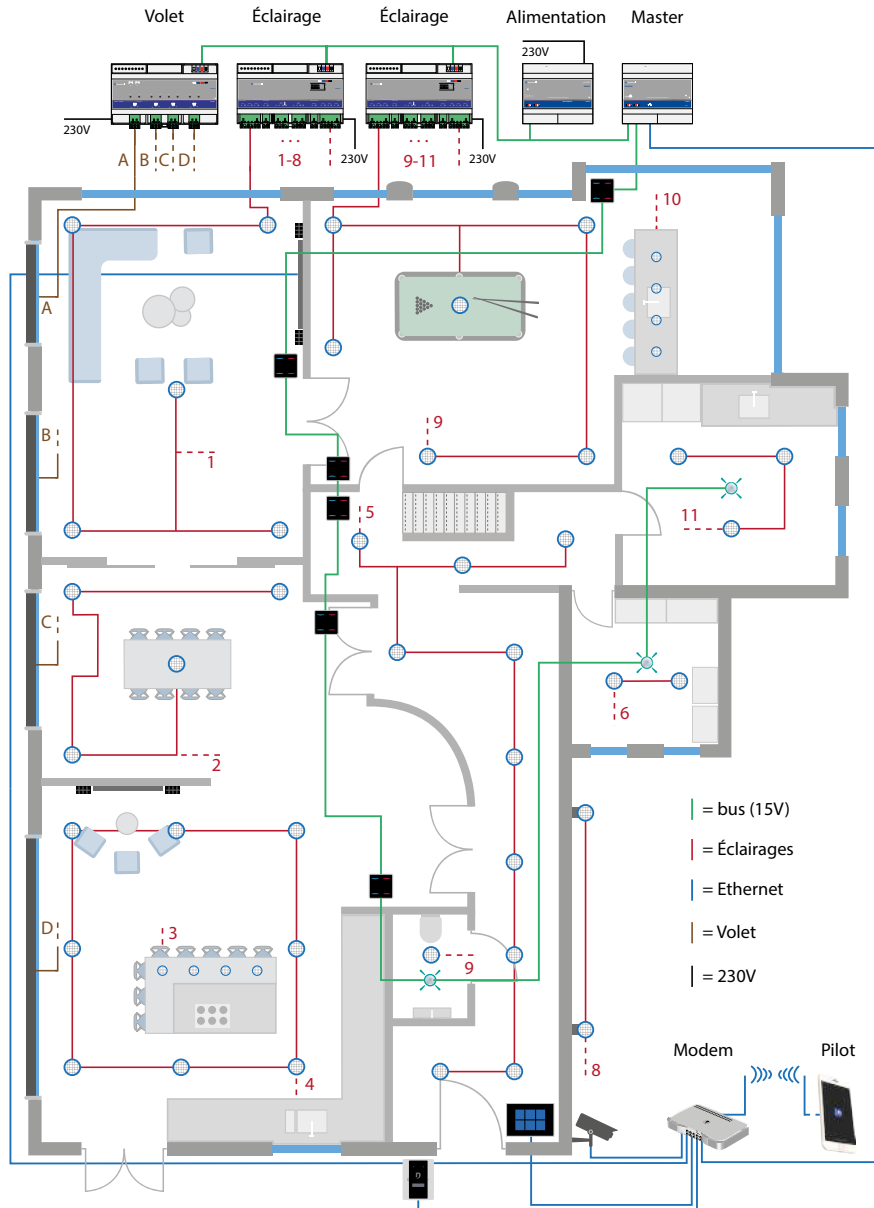 Volet
Éclairage
Éclairage
Alimentation
Master
230V
230V
230V
230V
A B C D
1-8
9-11
10
A
B
9
1
5
11
C
6
2
= bus (15V)
= Éclairages
= Ethernet
= Volet
= 230V
D
3
9
4
8
Modem
Pilot